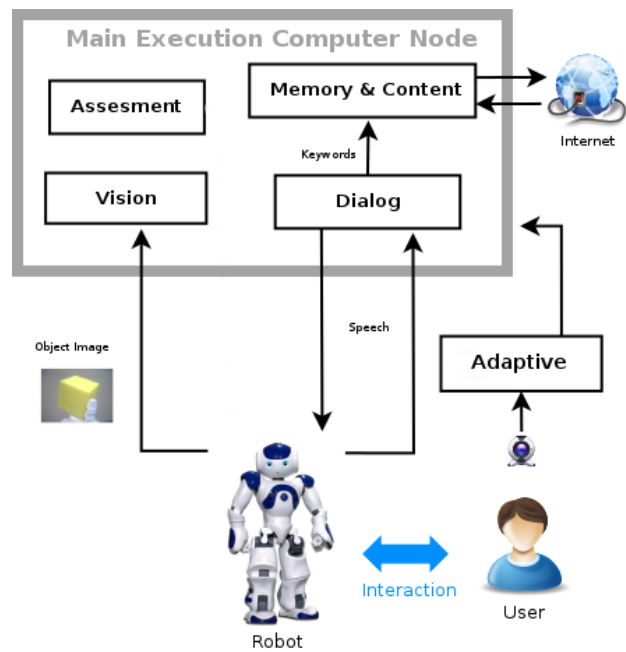 Main Execution Computer Node
Assesment
Memory & Content
Internet
Keywords
Vision
Dialog
Speech
Object Image
Adaptive
Interaction
User
Robot